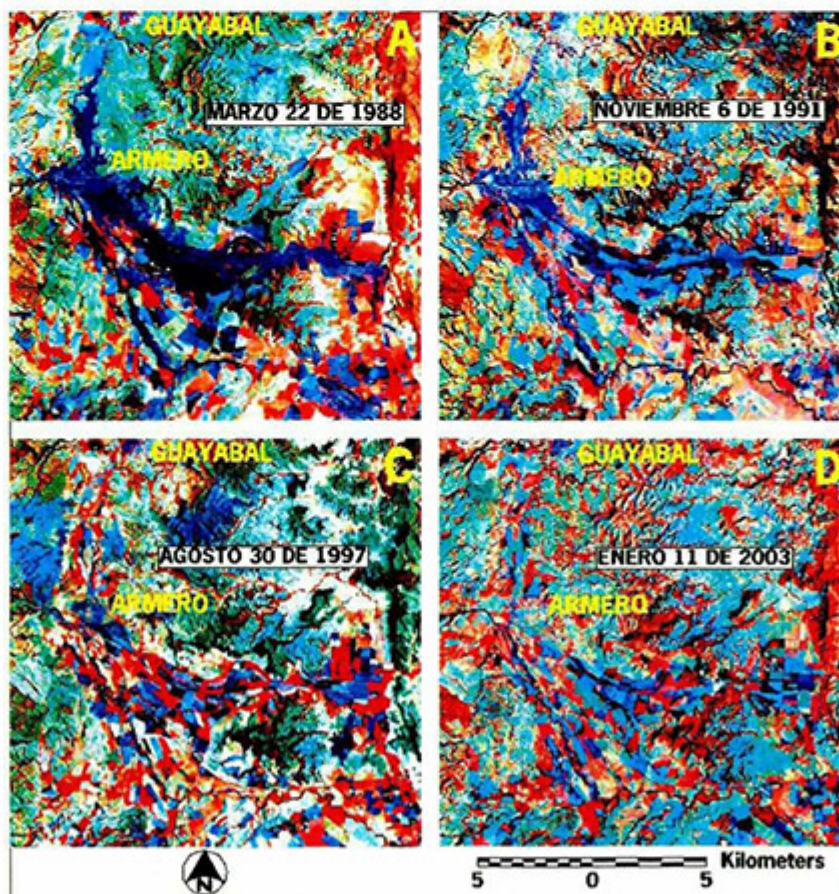 GUAYABAL
A
MARZO 22 DE 1988
ARMERO
GUAYABAL
B
NOVIEMBRE 6 DE 1991
ARMERO
GUAYABAL
C
AGOSTO 30 DE 1997
ARMERO
GUAYABAL
D
ENERO 11 DE 2003
ARMERO
N
Kilometers
5 0 5